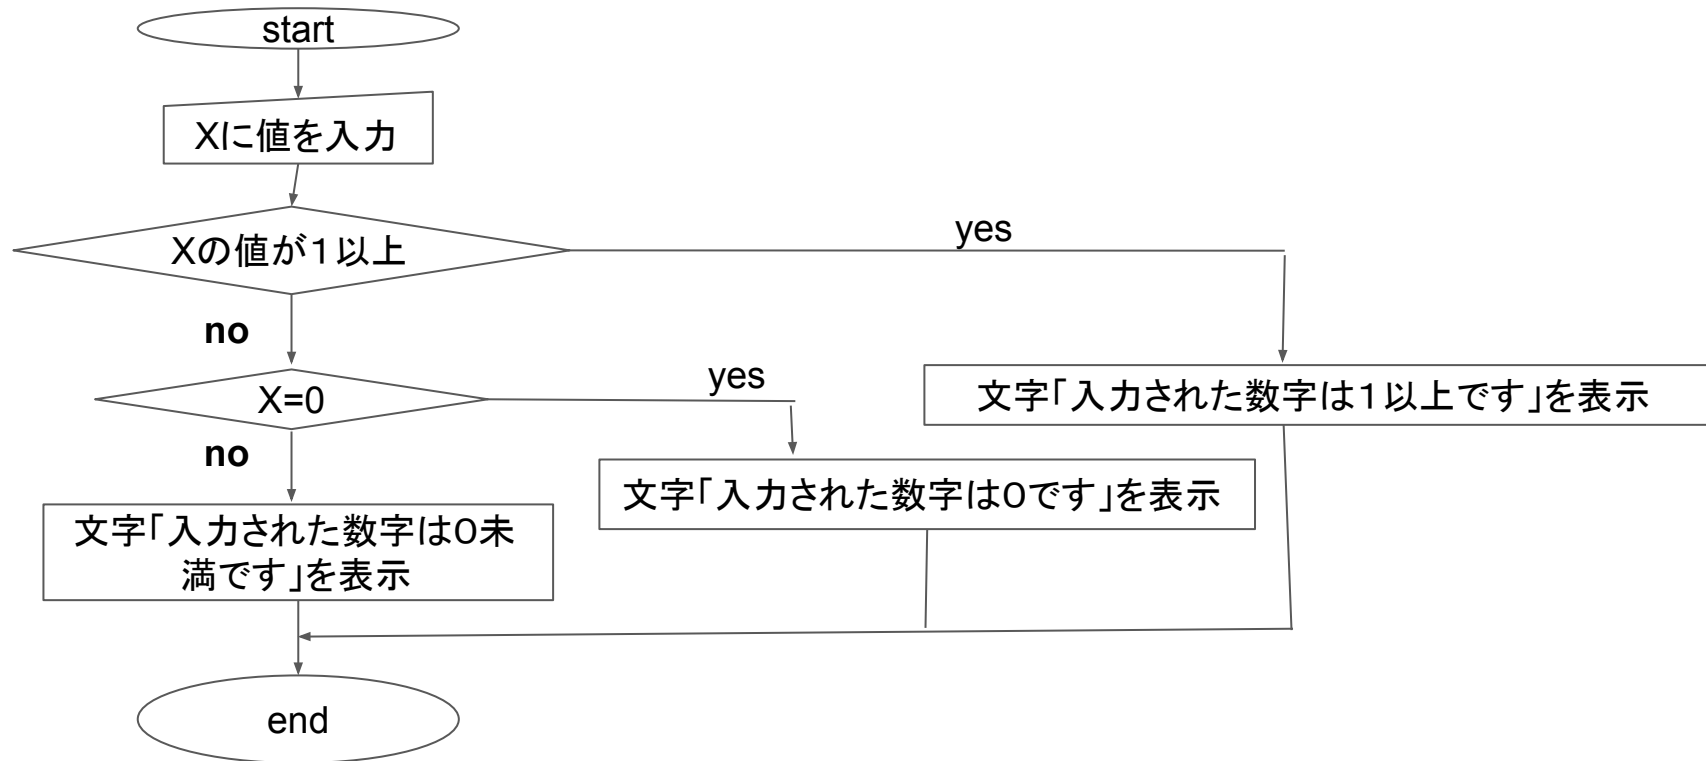 start
Xに値を入力
Xの値が１以上
yes
no
X=0
yes
no
文字「入力された数字は１以上です」を表示
文字「入力された数字は０です」を表示
文字「入力された数字は０未
満です」を表示
end